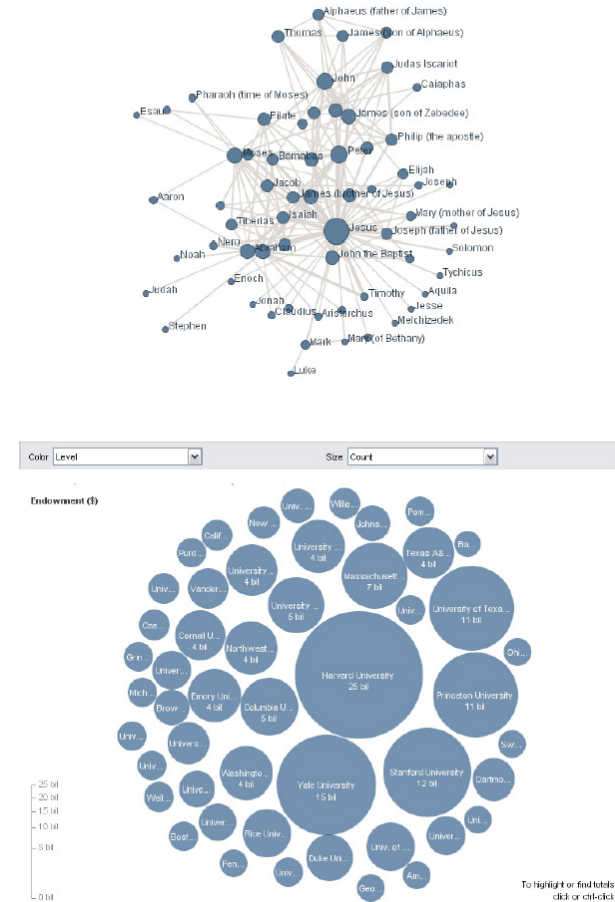 Alphaeus (father of James)
Thomas
James (son of Alphaeus)
Judas Iscariot
John
Caiaphas
Pharaoh (time of Moses)
Esau
Pilate
James (son of Zebedee)
Philip (the apostle)
Moses
Barnabas
Peter
Elijah
Jacob
Joseph
Aaron
James (brother of Jesus)
Tiberias
Isaiah
Mary (mother of Jesus)
Jesus
Joseph (father of Jesus)
Nero
Abraham
Solomon
Noah
John the Baptist
Tychicus
Enoch
Judah
Timothy
Aquila
Jonah
Jesse
Claudius
Aristarchus
Melchizedek
Stephen
Mark
Mary (of Bethany)
Luke
Color
Level
Size
Count
Endowment ($)
Univ. ...
Willia...
New ...
Johns...
Pom...
Calif...
University ...
4 bil
Texas A&...
4 bil
Ba...
Purd...
University...
4 bil
Massachusett...
7 bil
Univ...
Vander...
University ...
5 bil
Univ...
University of Texa...
11 bil
Cas...
Cornell U...
4 bil
Northwest...
4 bil
Ohi...
Grin...
Univer...
Harvard University
25 bil
Mich...
Brow...
Emory Uni...
4 bil
Columbia U...
5 bil
Princeton University
11 bil
Univ...
Univers...
Sw...
Univ...
Washingto...
4 bil
Yale University
15 bil
Stanford University
12 bil
Dartmo...
Well...
Unive...
25 bil
20 bil
15 bil
10 bil
5 bil
0 bil
Bost...
Univer...
Rice Univ...
Duke Uni...
Univ. of ...
Univer...
Uni...
Pen...
Univ...
Geo...
Am...
To highlight or find totals
click or ctrl-click